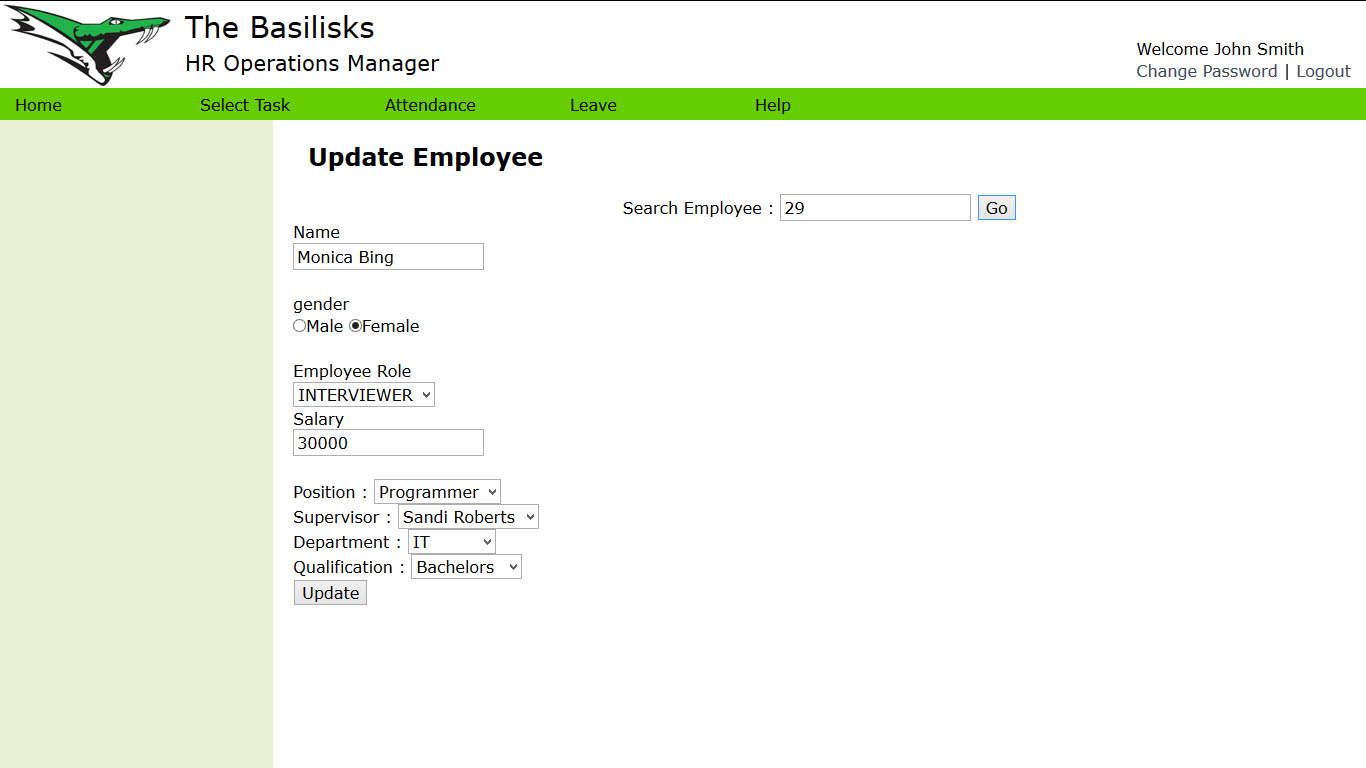 The Basilisks
HR Operations Manager
Welcome John Smith
Change Password | Logout
Home Select Task Attendance Leave Help
Update Employee
Search Employee : 29 Go
Name
Monica Bing
gender
Male Female
Employee Role
INTERVIEWER
Salary
30000
Position : Programmer
Supervisor : Sandi Roberts
Department : IT
Qualification : Bachelors
Update